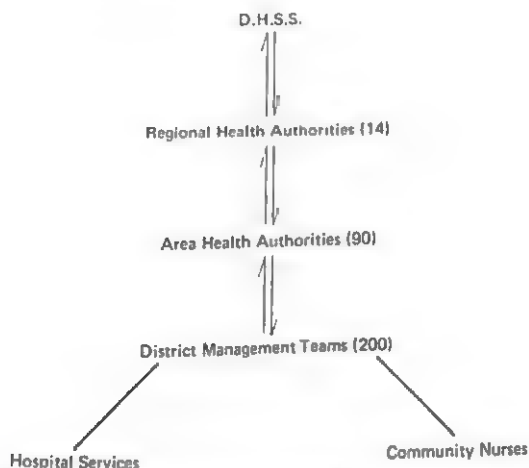 D.H.S.S.
Regional Health Authorities (14)
Area Health Authorities (90)
District Management Teams (200)
Hospital Services
Community Nurses